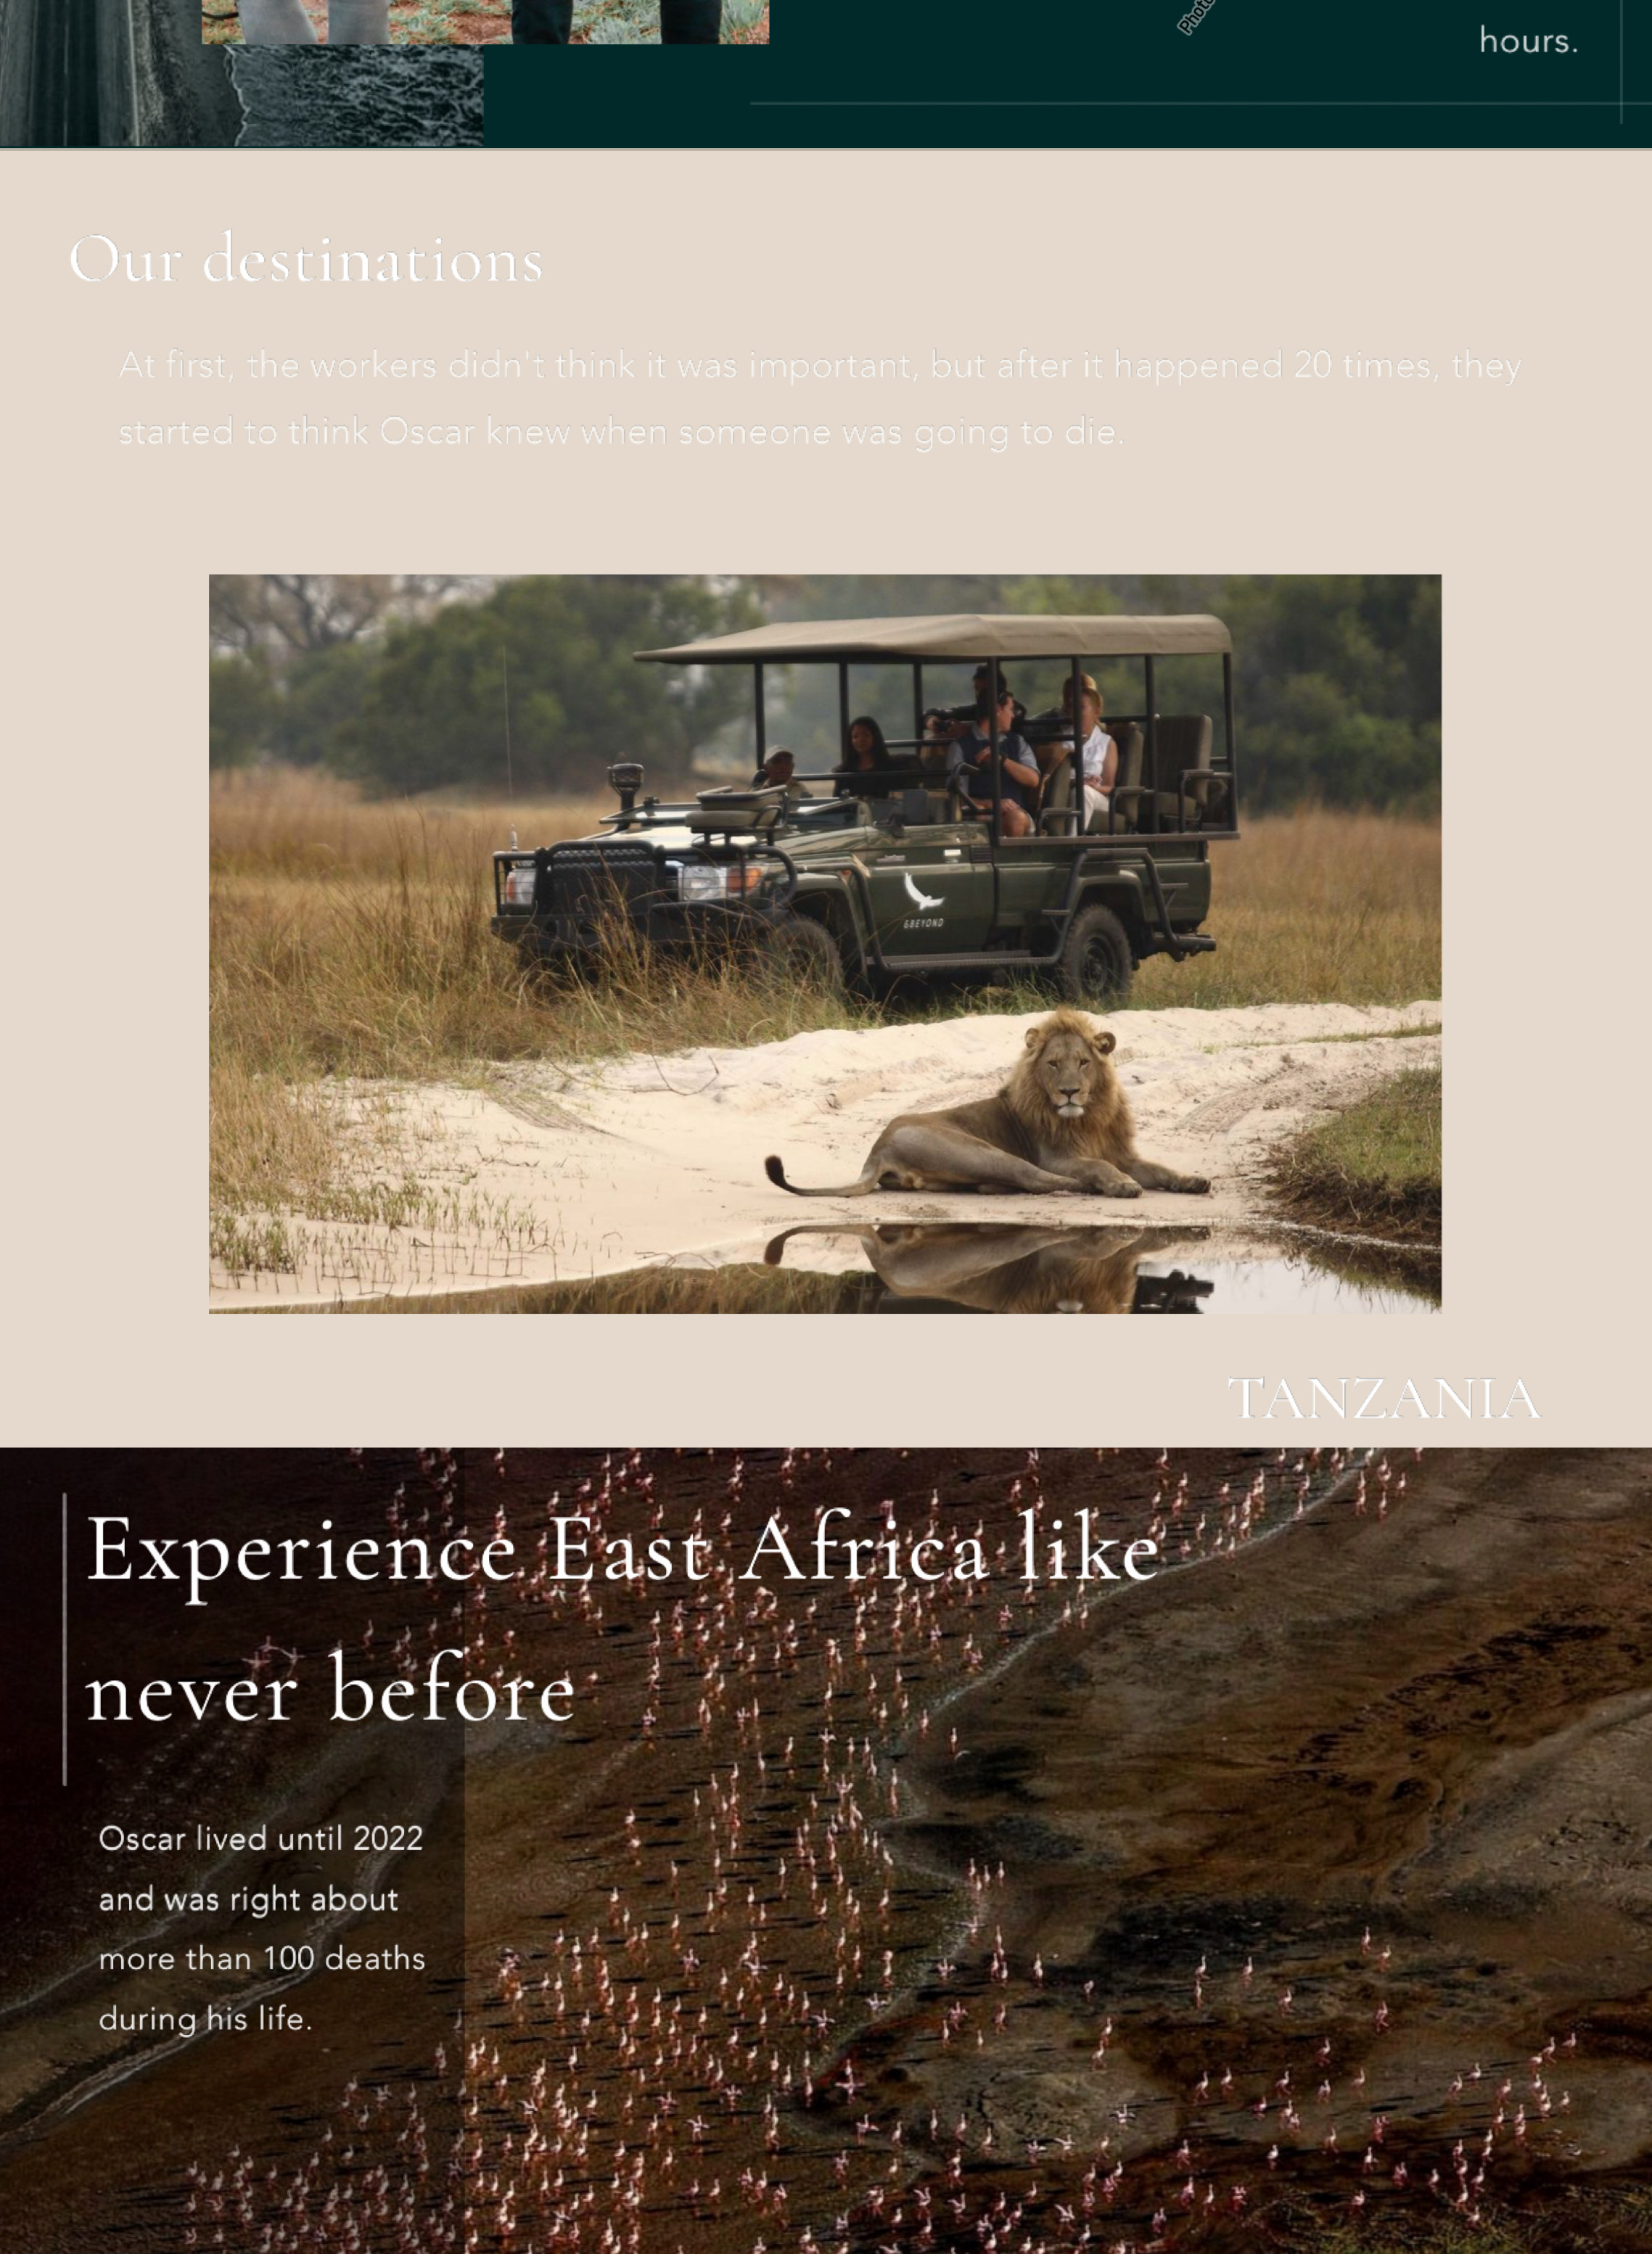 Photo
hours.
Our destinations
At first, the workers didn't think it was important, but after it happened 20 times, they
started to think Oscar knew when someone was going to die.
&BEYOND
TANZANIA
Experience East Africa like
never before
Oscar lived until 2022
and was right about
more than 100 deaths
during his life.